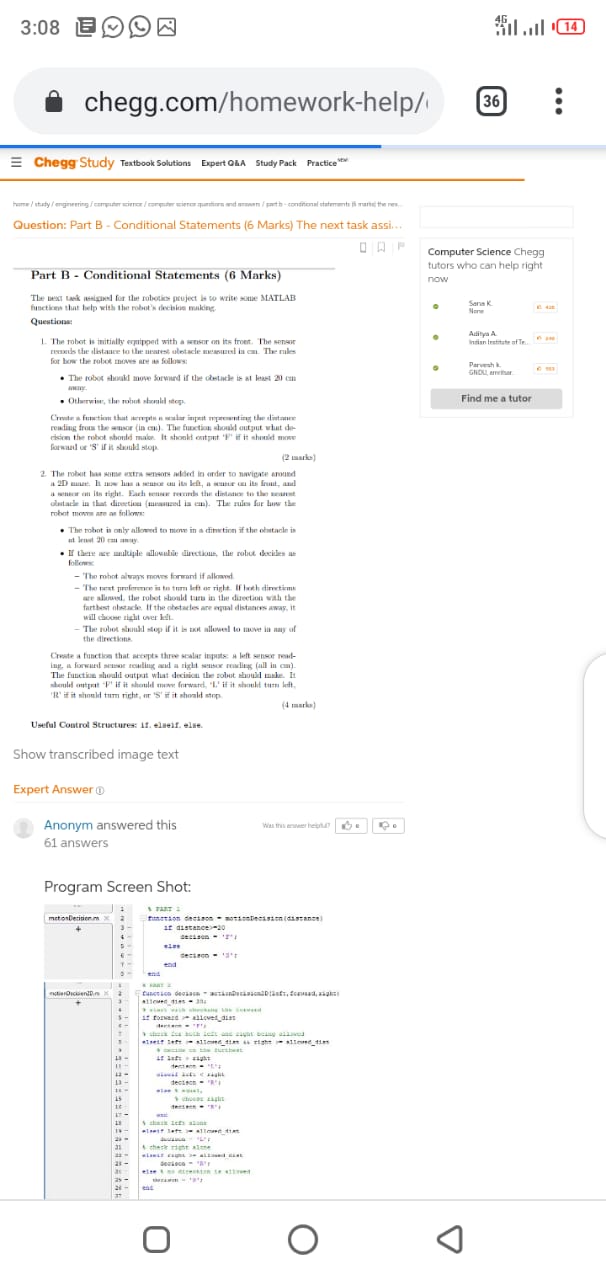 3:08
4G
14
chegg.com/homework-help/
36
Chegg Study Textbook Solutions Expert Q&A Study Pack Practice NEW
home / study / engineering / computer science / computer science questions and answers / part b - conditional statements (6 marks) the nex...
Question: Part B - Conditional Statements (6 Marks) The next task assi...
Part B - Conditional Statements (6 Marks)
The next task assigned for the robotics project is to write some MATLAB
functions that help with the robot's decision making.
Questions:
1. The robot is initially equipped with a sensor on its front. The sensor
records the distance to the nearest obstacle measured in cm. The rules
for how the robot moves are as follows:
• The robot should move forward if the obstacle is at least 20 cm
away.
• Otherwise, the robot should stop.
Create a function that accepts a scalar input representing the distance
reading from the sensor (in cm). The function should output what de-
cision the robot should make. It should output 'F' if it should move
forward or 'S' if it should stop.
(2 marks)
2. The robot has some extra sensors added in order to navigate around
a 2D maze. It now has a sensor on its left, a sensor on its front, and
a sensor on its right. Each sensor records the distance to the nearest
obstacle in that direction (measured in cm). The rules for how the
robot moves are as follows:
• The robot is only allowed to move in a direction if the obstacle is
at least 20 cm away.
• If there are multiple allowable directions, the robot decides as
follows:
– The robot always moves forward if allowed.
– The next preference is to turn left or right. If both directions
are allowed, the robot should turn in the direction with the
farthest obstacle. If the obstacles are equal distances away, it
will choose right over left.
– The robot should stop if it is not allowed to move in any of
the directions.
Create a function that accepts three scalar inputs: a left sensor read-
ing, a forward sensor reading and a right sensor reading (all in cm).
The function should output what decision the robot should make. It
should output 'F' if it should move forward, 'L' if it should turn left,
'R' if it should turn right, or 'S' if it should stop.
(4 marks)
Useful Control Structures: if, elseif, else.
Computer Science Chegg
tutors who can help right
now
Sana K.
None
Aditya A.
Indian Institute of Te...
Parvesh k.
GNDU, amritsar.
Find me a tutor
Show transcribed image text
Expert Answer
Anonym answered this
Was this answer helpful? 0 0
61 answers
Program Screen Shot:
motionDecision.m
1 % PART 1
2 function decison = motionDecision(distance)
3 if distance>=20
4 decison = 'F';
5 else
6 decison = 'S';
7 end
8 end
motionDecision2D.m
1 % PART 2
2 function decison = motionDecision2D(left,forward,right)
3 allowed_dist = 20;
4 % start with checking the forward
5 if forward >= allowed_dist
6 decison = 'F';
7 % check for both left and right being allowed
8 elseif left >= allowed_dist && right >= allowed_dist
9 % decide on the furthest
10 if left > right
11 decison = 'L';
12 elseif left < right
13 decison = 'R';
14 else % equal,
15 % choose right
16 decison = 'R';
17 end
18 % check left alone
19 elseif left >= allowed_dist
20 decison = 'L';
21 % check right alone
22 elseif right >= allowed_dist
23 decison = 'R';
24 else % no direction is allowed
25 decison = 'S';
26 end
27